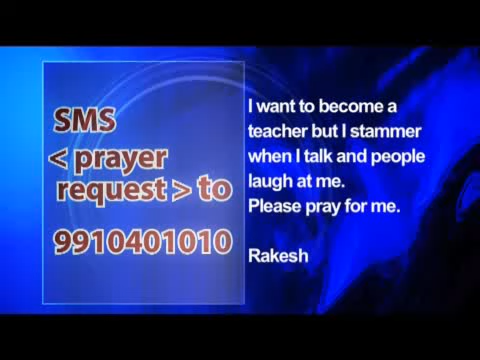 SMS
< prayer
request > to
9910401010
I want to become a
teacher but I stammer
when I talk and people
laugh at me.
Please pray for me.
Rakesh